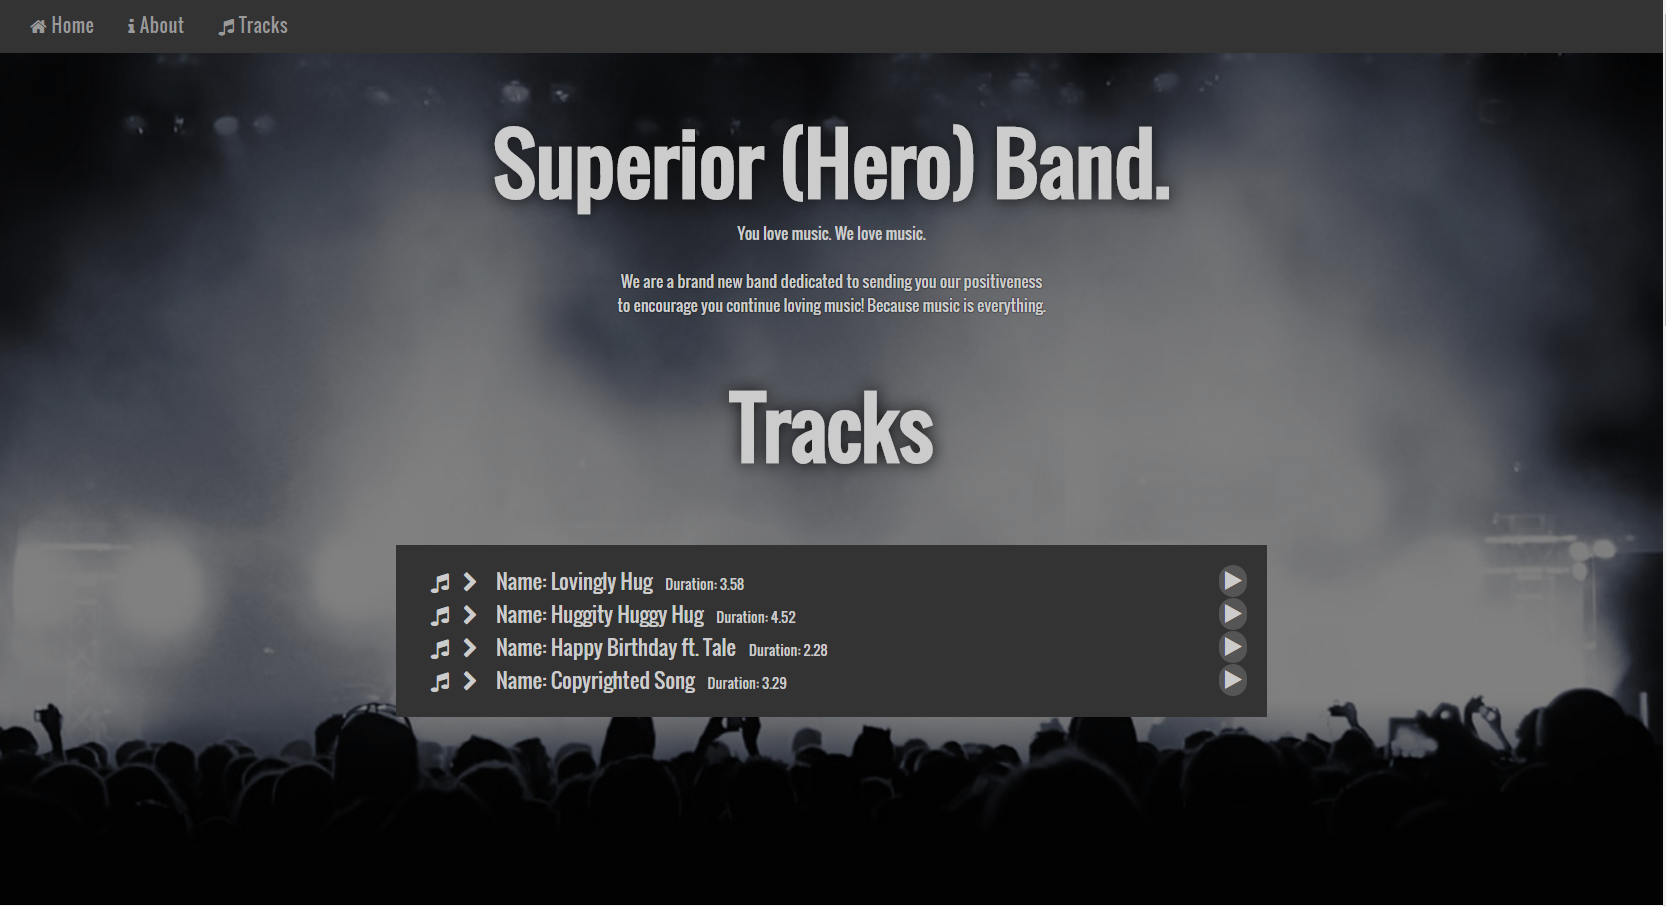 Home About Tracks
Superior (Hero) Band.
You love music. We love music.
We are a brand new band dedicated to sending you our positiveness
to encourage you continue loving music! Because music is everything.
Tracks
Name: Lovingly Hug Duration: 3.58
Name: Huggity Huggy Hug Duration: 4.52
Name: Happy Birthday ft. Tale Duration: 2.28
Name: Copyrighted Song Duration: 3.29